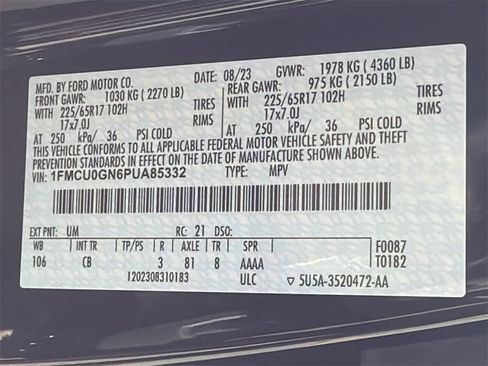 MFD. BY FORD MOTOR CO. DATE: 08/23 GVWR: 1978 KG ( 4360 LB)
FRONT GAWR: 1030 KG ( 2270 LB) REAR GAWR: 975 KG ( 2150 LB)
WITH 225/65R17 102H TIRES WITH 225/65R17 102H TIRES
17x7.0J RIMS 17x7.0J RIMS
AT 250 kPa/ 36 PSI COLD AT 250 kPa/ 36 PSI COLD
THIS VEHICLE CONFORMS TO ALL APPLICABLE FEDERAL MOTOR VEHICLE SAFETY AND THEFT
PREVENTION STANDARDS IN EFFECT ON THE DATE OF MANUFACTURE SHOWN ABOVE.
VIN: 1FMCU0GN6PUA85332 TYPE: MPV
EXT PNT: UM RC: 21 DSO:
WB INT TR TP/PS R AXLE TR SPR F0087
106 CB 3 81 8 AAAA T0182
1202308310183 ULC 5U5A-3520472-AA